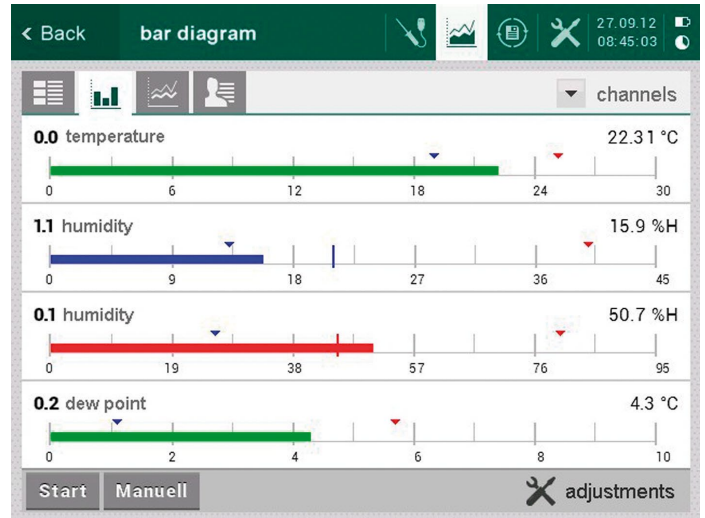 < Back bar diagram 27.09.12
08:45:03
channels
0.0 temperature 22.31 °C
0 6 12 18 24 30
1.1 humidity 15.9 %H
0 9 18 27 36 45
0.1 humidity 50.7 %H
0 19 38 57 76 95
0.2 dew point 4.3 °C
0 2 4 6 8 10
Start Manuell adjustments